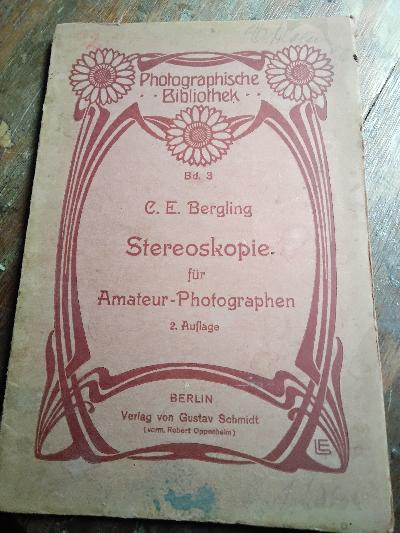 Photographische
Bibliothek
Bd. 3
C. E. Bergling
Stereoskopie
für
Amateur-Photographen
2. Auflage
BERLIN
Verlag von Gustav Schmidt
(vorm. Robert Oppenheim)